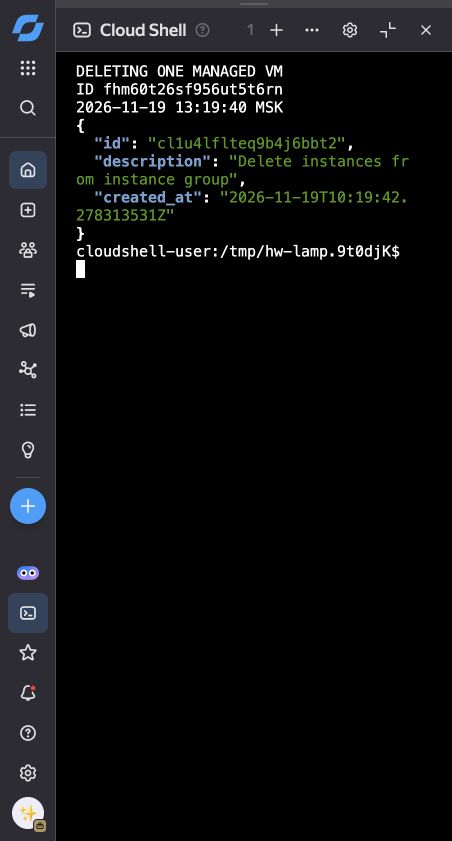 Cloud Shell
1
DELETING ONE MANAGED VM
ID fhm60t26sf956ut5t6rn
2026-11-19 13:19:40 MSK
{
  "id": "cl1u4lflteq9b4j6bbt2",
  "description": "Delete instances fr
om instance group",
  "created_at": "2026-11-19T10:19:42.
278313531Z"
}
cloudshell-user:/tmp/hw-lamp.9t0djK$